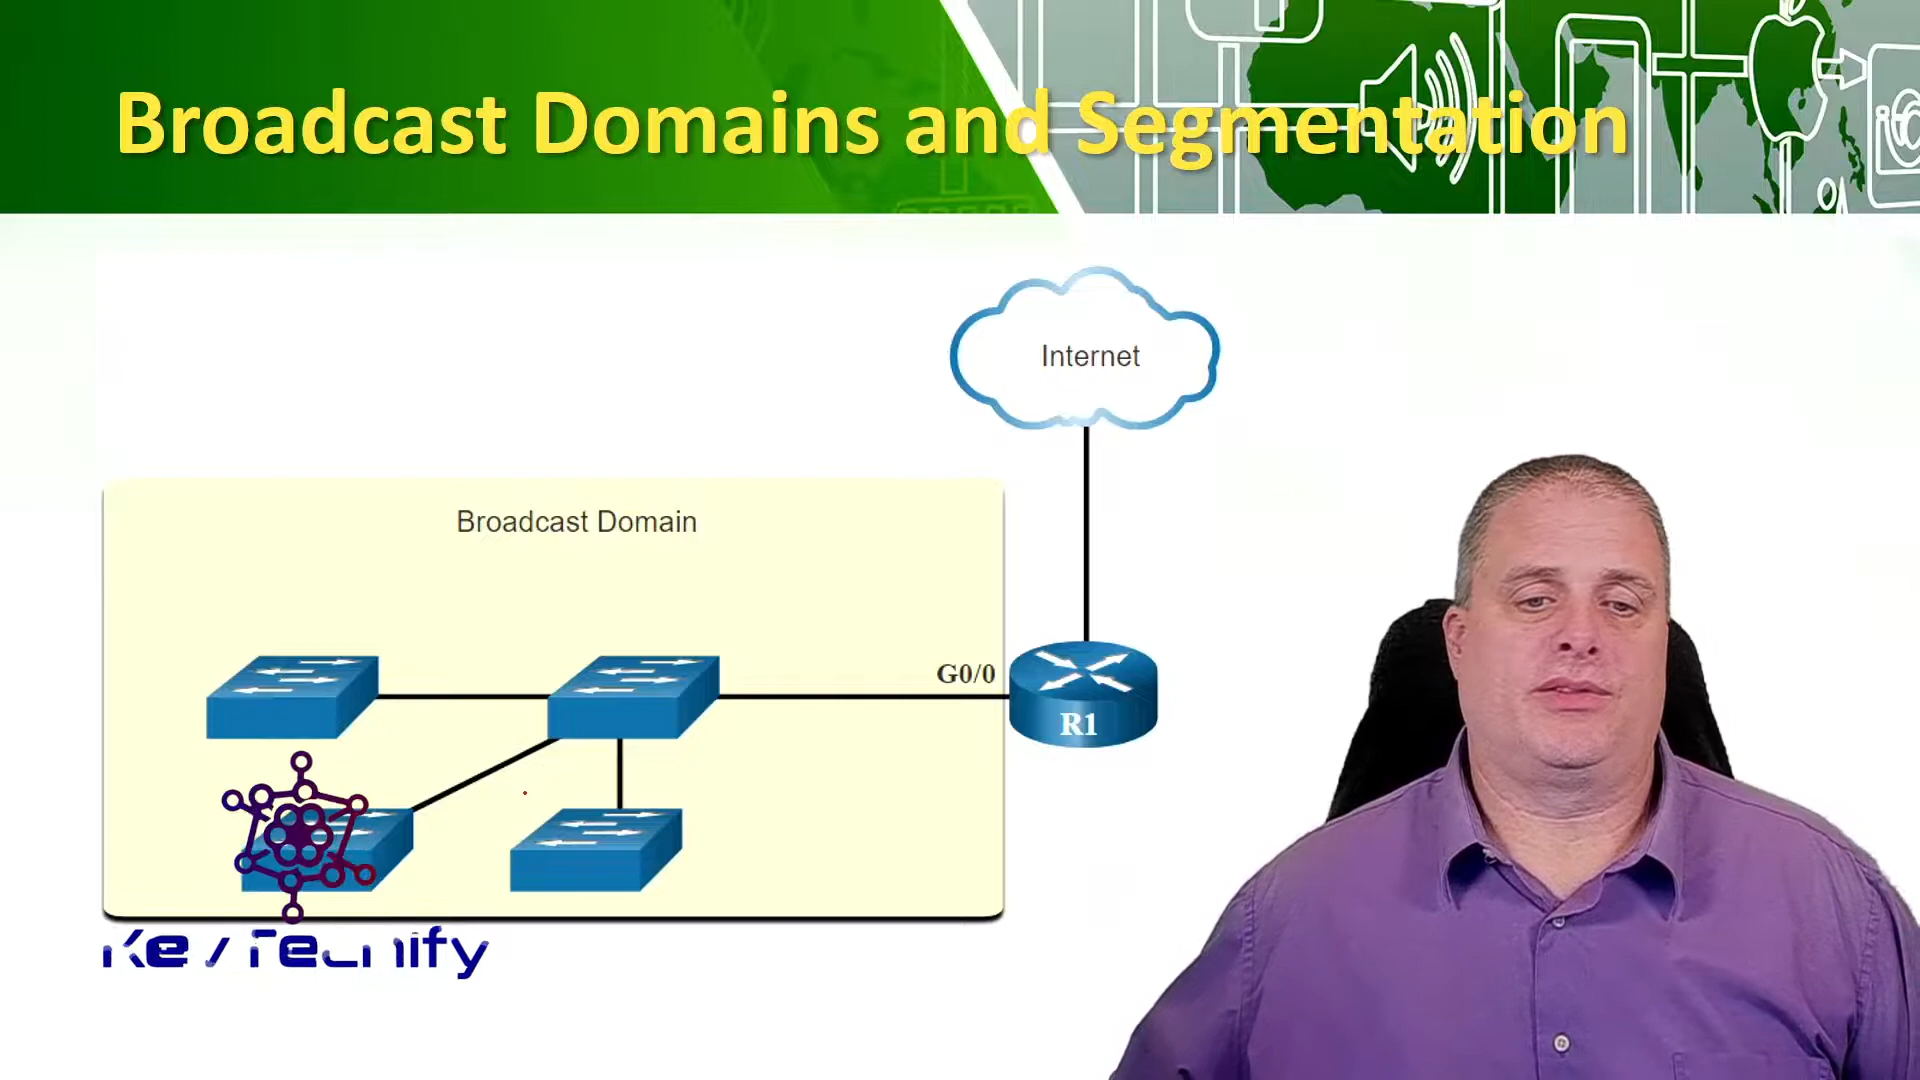 Broadcast Domains and Segmentation
Internet
Broadcast Domain
G0/0
R1